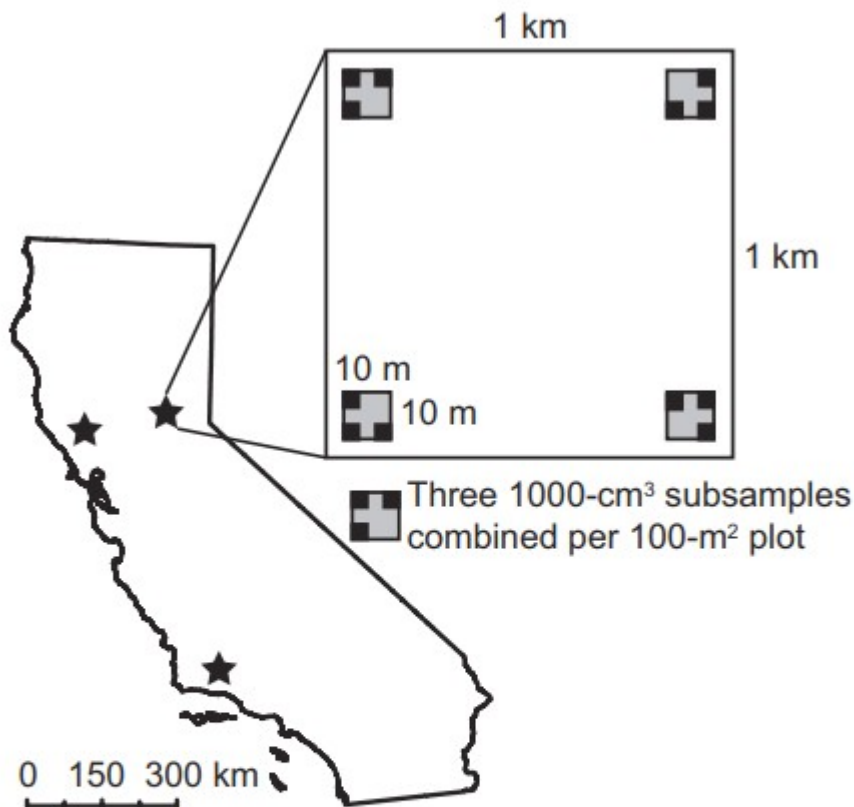 1 km
1 km
10 m
10 m
Three 1000-cm³ subsamples
combined per 100-m² plot
0 150 300 km